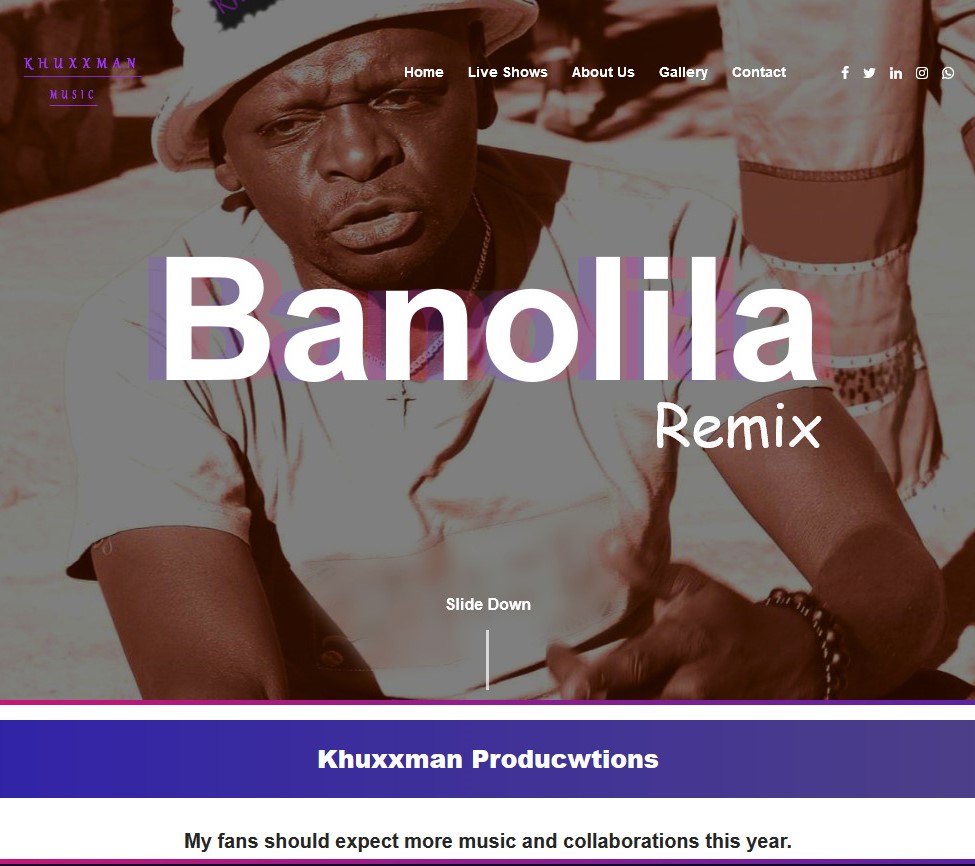 KHUXXMAN
MUSIC
Home Live Shows About Us Gallery Contact
Banolila
Remix
Slide Down
Khuxxman Producwtions
My fans should expect more music and collaborations this year.